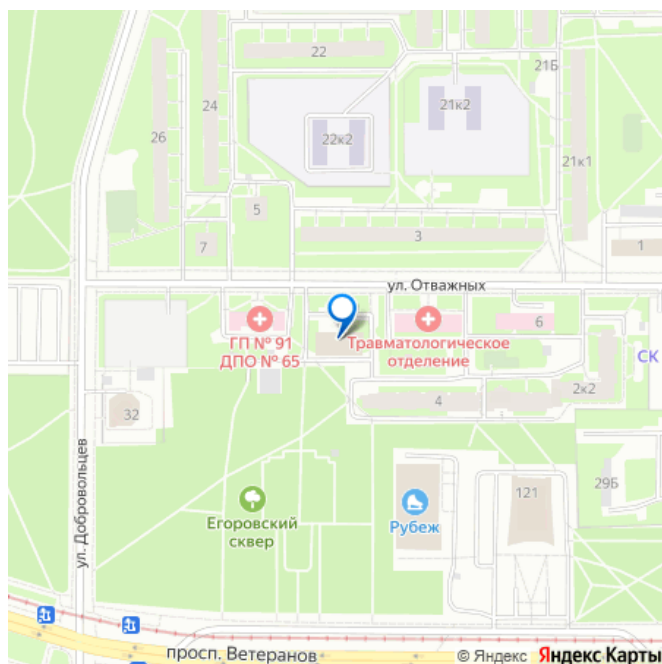 22
21Б
24
21к2
26
22к2
21к1
5
3
7
1
ул. Отважных
6
ГП № 91
ДПО № 65
Травматологическое
отделение
СК
2к2
4
32
ул. Добровольцев
29Б
121
Егоровский
сквер
Рубеж
просп. Ветеранов
© Яндекс Яндекс Карты